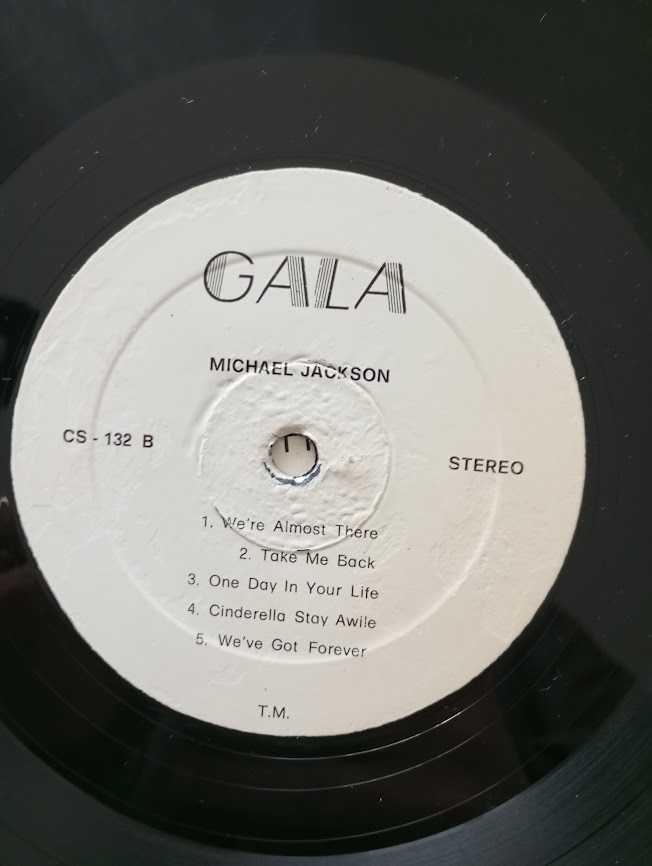 GALA
MICHAEL JACKSON
CS - 132 B
STEREO
1. We're Almost There
2. Take Me Back
3. One Day In Your Life
4. Cinderella Stay Awile
5. We've Got Forever
T.M.